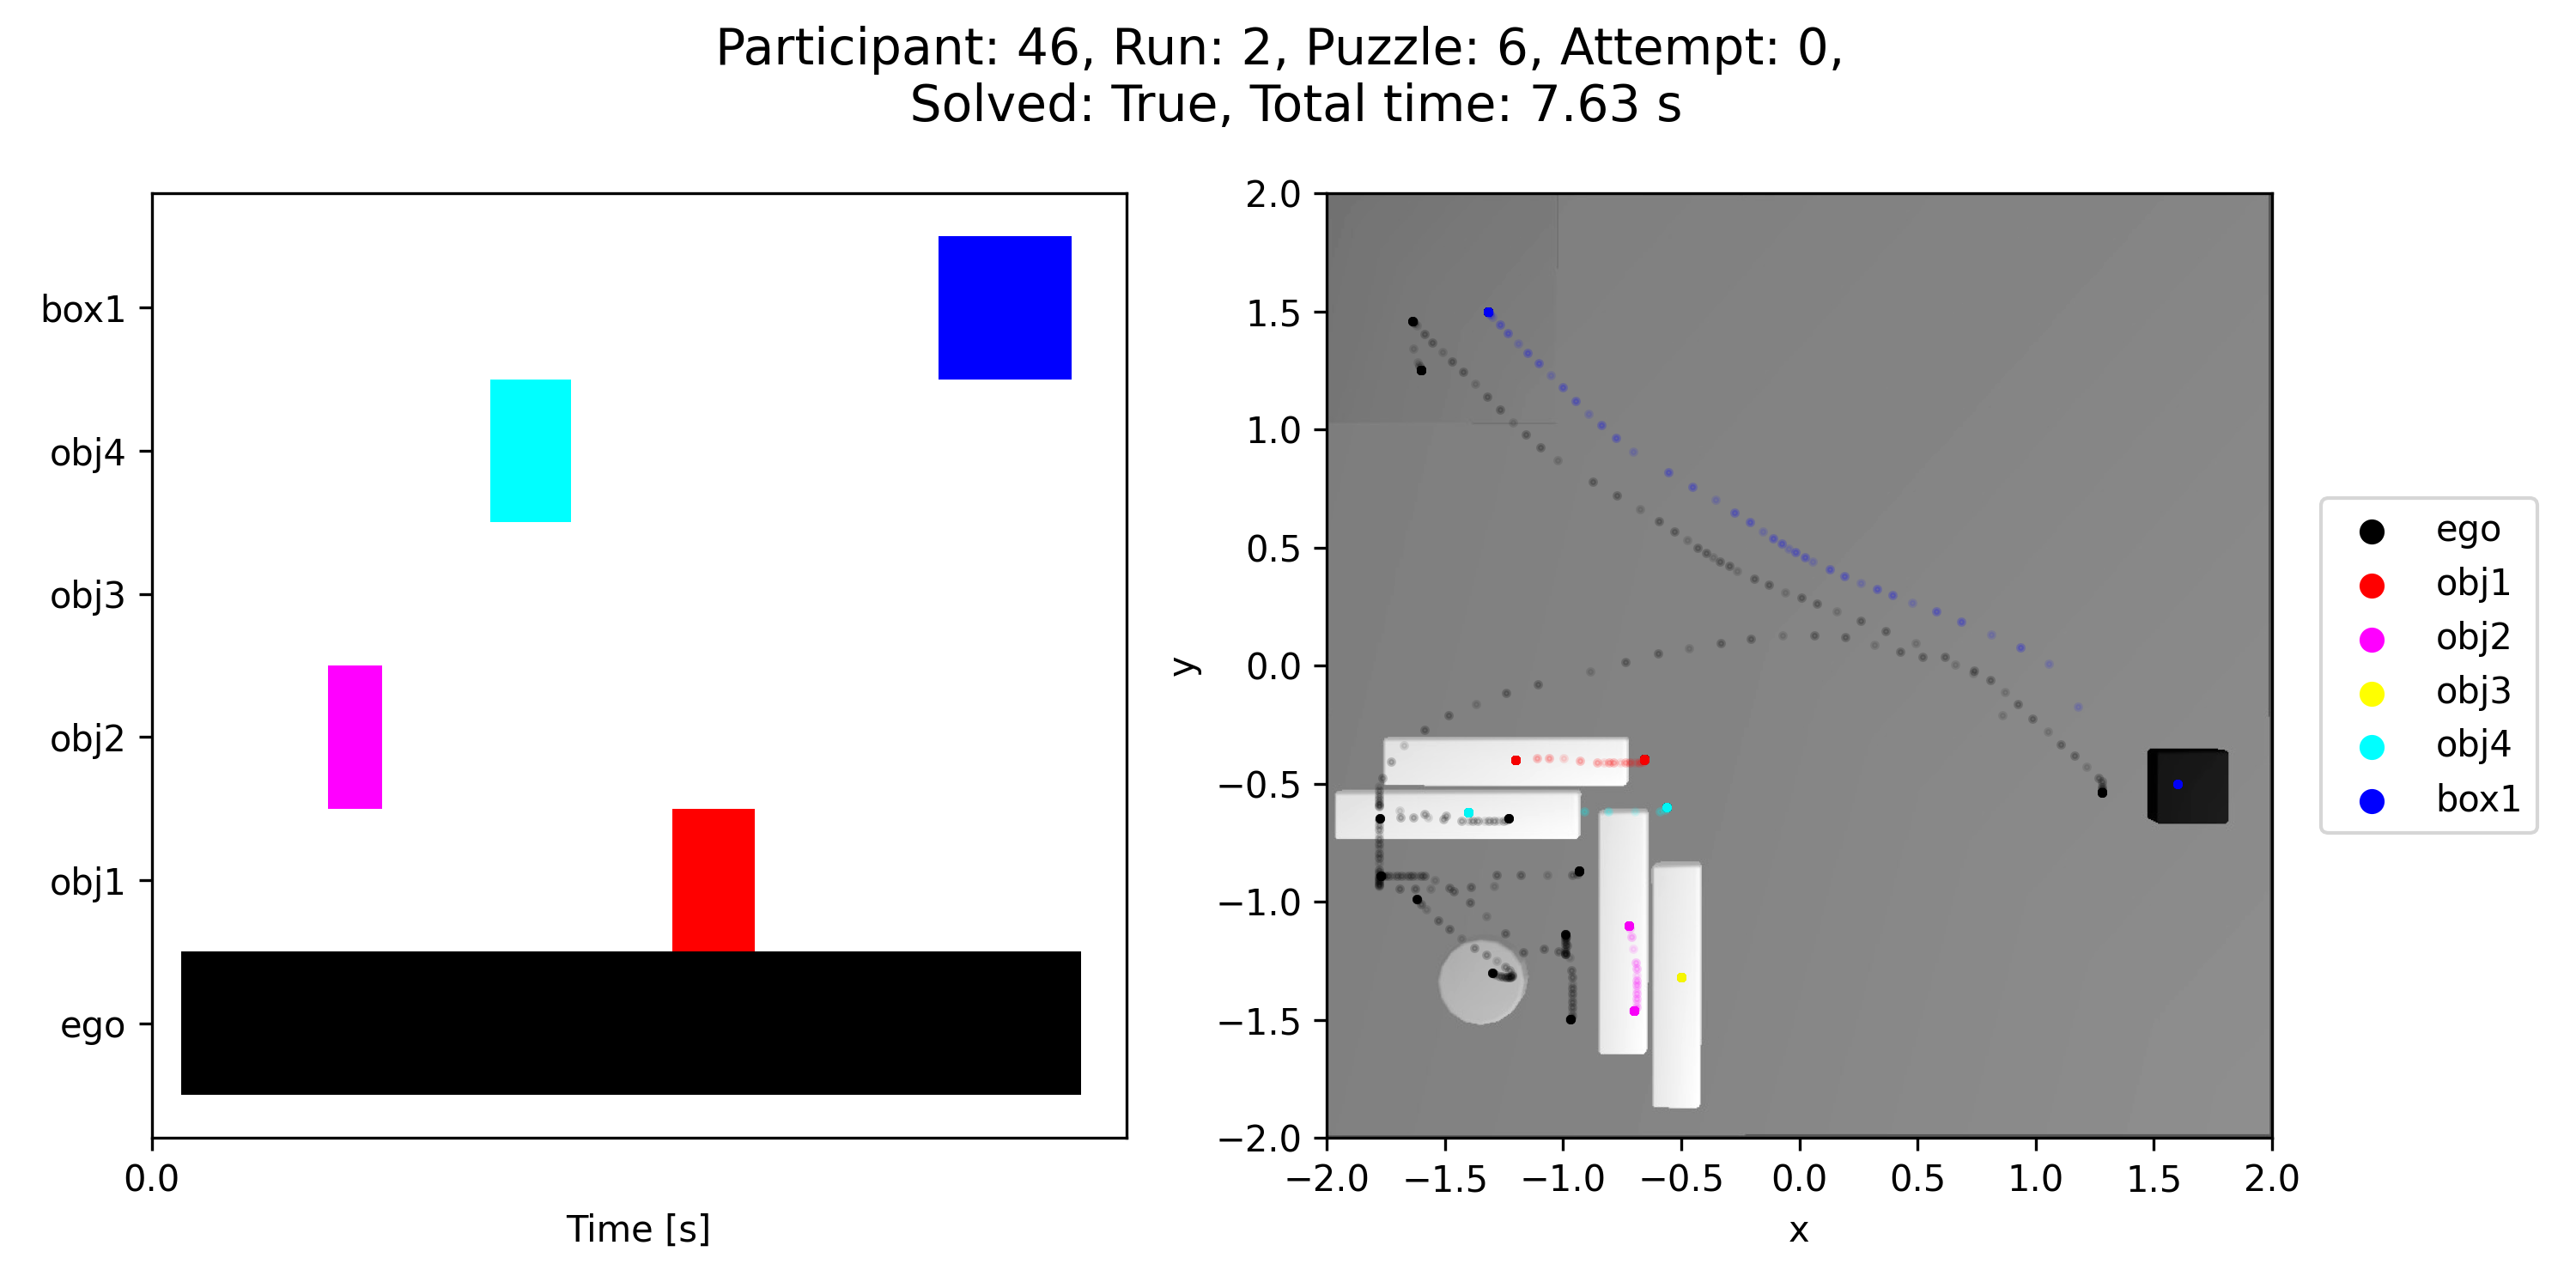 Participant: 46, Run: 2, Puzzle: 6, Attempt: 0,
Solved: True, Total time: 7.63 s
box1
obj4
obj3
obj2
obj1
ego
0.0
Time [s]
2.0
1.5
1.0
0.5
0.0
−0.5
−1.0
−1.5
−2.0
y
−2.0 −1.5 −1.0 −0.5 0.0 0.5 1.0 1.5 2.0
x
ego
obj1
obj2
obj3
obj4
box1